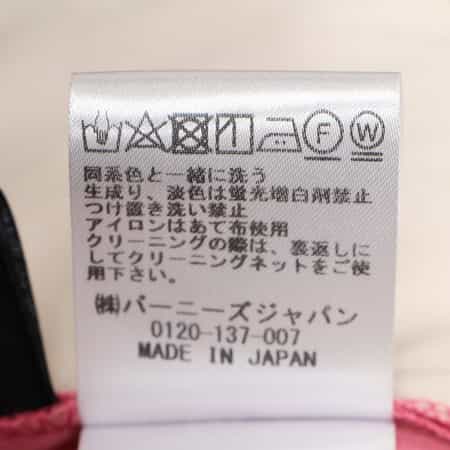 F W
同系色と一緒に洗う
生成り、淡色は蛍光増白剤禁止
つけ置き洗い禁止
アイロンはあて布使用
クリーニングの際は、裏返しに
してクリーニングネットをご使
用下さい。
㈱バーニーズジャパン
0120-137-007
MADE IN JAPAN